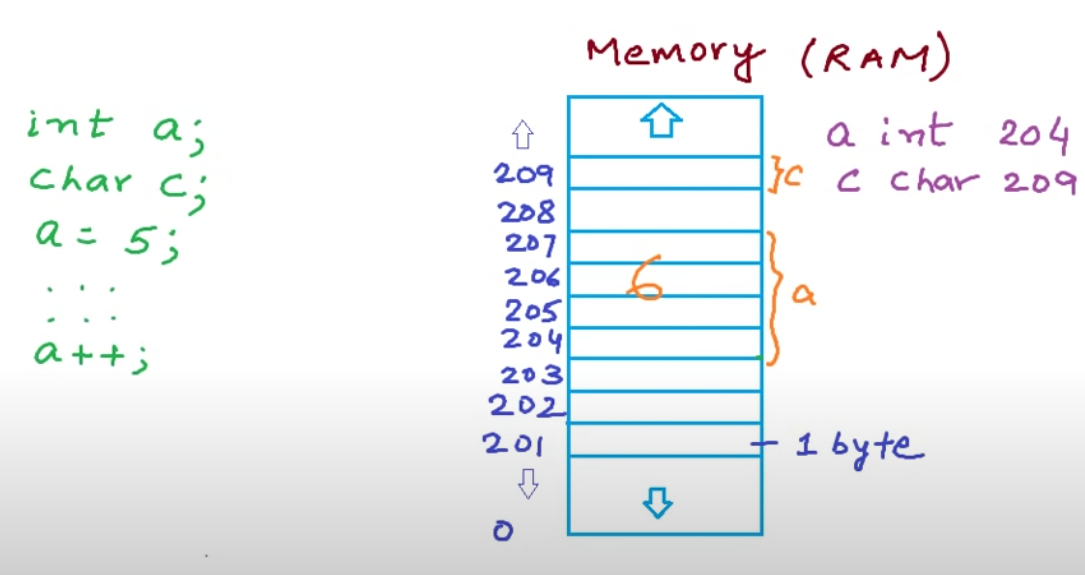 Memory (RAM)
int a;
char c;
a = 5;
. . .
. . .
a++;
209
208
207
206
205
204
203
202
201
0
6
}c
} a
1 byte
a int 204
c char 209